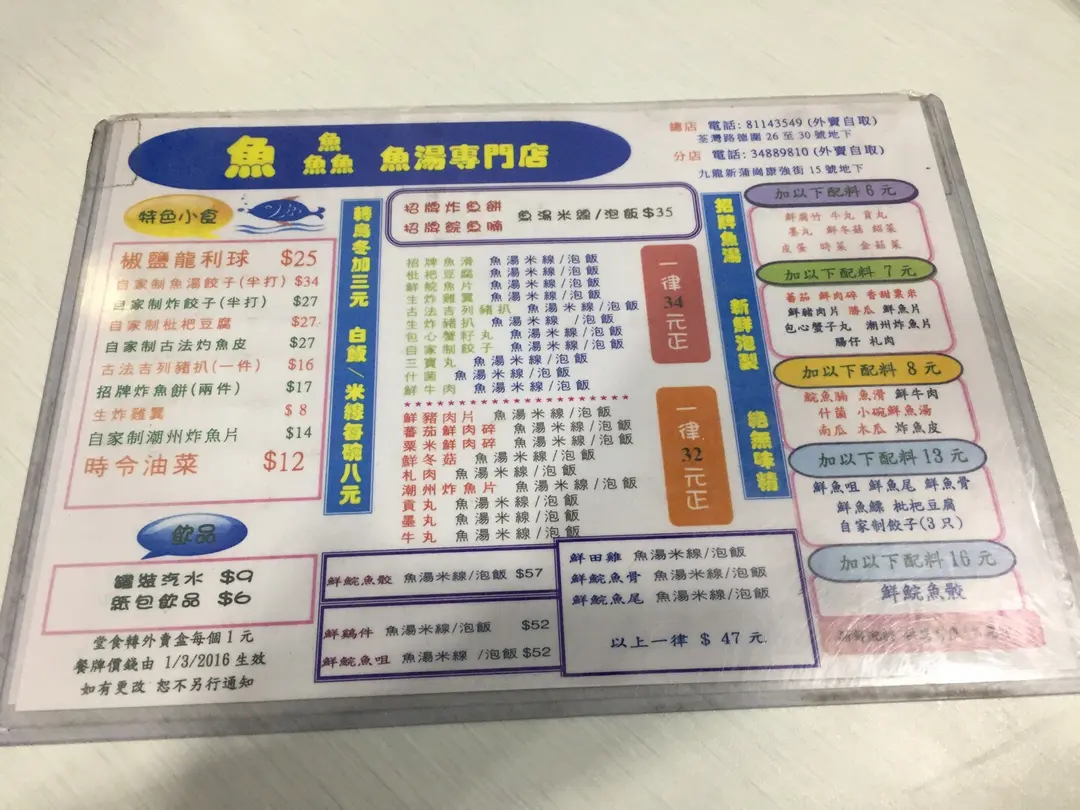 魚 魚魚魚 魚湯專門店
總店 電話: 81143549 (外賣自取)
荃灣路德圍 26 至 30 號地下
分店 電話: 34889810 (外賣自取)
九龍新蒲崗康強街 15 號地下
特色小食
椒鹽龍利球 $25
自家制魚湯餃子(半打) $34
自家制炸餃子(半打) $27
自家制枇杷豆腐 $27
自家制古法灼魚皮 $27
古法吉列豬扒(一件) $16
招牌炸魚餅(兩件) $17
生炸雞翼 $ 8
自家制潮州炸魚片 $14
時令油菜 $12
飲品
罐裝汽水 $9
紙包飲品 $6
堂食轉外賣盒每個 1 元
餐牌價錢由 1/3/2016 生效
如有更改 恕不另行通知
轉烏冬加三元 白飯/米線每碗八元
招牌炸魚餅
招牌鯇魚腩
魚湯米線/泡飯 $35
招牌魚滑 魚湯米線/泡飯
枇杷豆腐 魚湯米線/泡飯
鮮鯇魚片 魚湯米線/泡飯
生炸雞翼 魚湯米線/泡飯
古法吉列豬扒 魚湯米線/泡飯
生炸豬扒 魚湯米線 /泡飯
包心蟹籽丸 魚湯米線/泡飯
自家制餃子 魚湯米線/泡飯
三寶丸 魚湯米線/泡飯
什菌 魚湯米線/泡飯
鮮牛肉 魚湯米線/泡飯
一律 34 元正
鮮豬肉片 魚湯米線/泡飯
蕃茄鮮肉碎 魚湯米線/泡飯
粟米鮮肉碎 魚湯米線/泡飯
鮮冬菇 魚湯米線/泡飯
札肉 魚湯米線/泡飯
潮州炸魚片 魚湯米線/泡飯
貢丸 魚湯米線/泡飯
墨丸 魚湯米線/泡飯
牛丸 魚湯米線/泡飯
一律 32 元正
鮮鯇魚骰 魚湯米線/泡飯 $57
鮮鷄件 魚湯米線/泡飯 $52
鮮鯇魚咀 魚湯米線 /泡飯 $52
鮮田雞 魚湯米線/泡飯
鮮鯇魚骨 魚湯米線/泡飯
鮮鯇魚尾 魚湯米線/泡飯
以上一律 $ 47 元
招牌魚湯 新鮮泡製 絕無味精
加以下配料 6 元
鮮腐竹 牛丸 貢丸
墨丸 鮮冬菇 紹菜
皮蛋 時菜 金菇菜
加以下配料 7 元
蕃茄 鮮肉碎 香甜粟米
鮮豬肉片 勝瓜 鮮魚片
包心蟹子丸 潮州炸魚片
腸仔 札肉
加以下配料 8 元
鯇魚腩 魚滑 鮮牛肉
什菌 小碗鮮魚湯
南瓜 木瓜 炸魚皮
加以下配料 13 元
鮮魚咀 鮮魚尾 鮮魚骨
鮮魚鰾 枇杷豆腐
自家制餃子(3 只)
加以下配料 16 元
鮮鯇魚骰